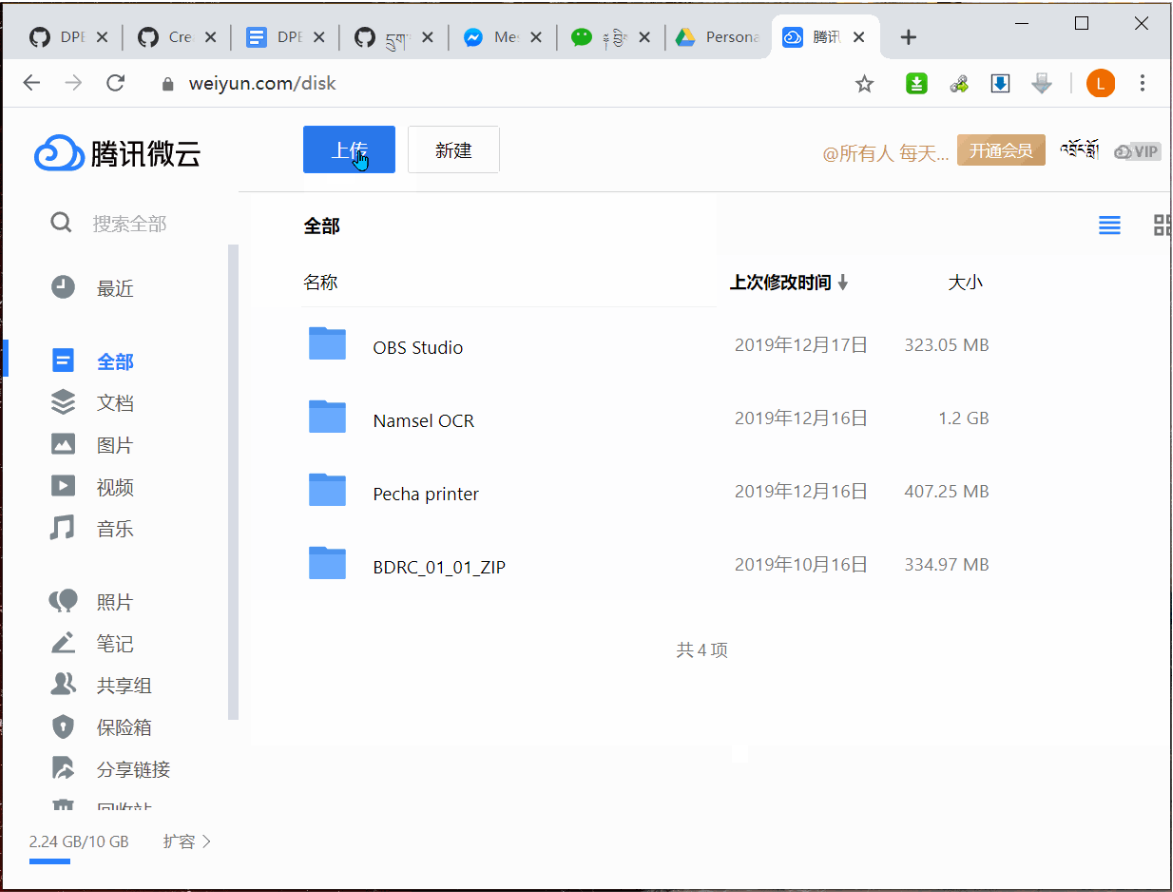 DPE
Cre
DPE
Me
Persona
腾讯
weiyun.com/disk
L
腾讯微云
上传
新建
@所有人 每天...
开通会员
VIP
搜索全部
最近
全部
文档
图片
视频
音乐
照片
笔记
共享组
保险箱
分享链接
回收站
2.24 GB/10 GB
扩容
全部
名称 上次修改时间 大小
OBS Studio 2019年12月17日 323.05 MB
Namsel OCR 2019年12月16日 1.2 GB
Pecha printer 2019年12月16日 407.25 MB
BDRC_01_01_ZIP 2019年10月16日 334.97 MB
共 4 项